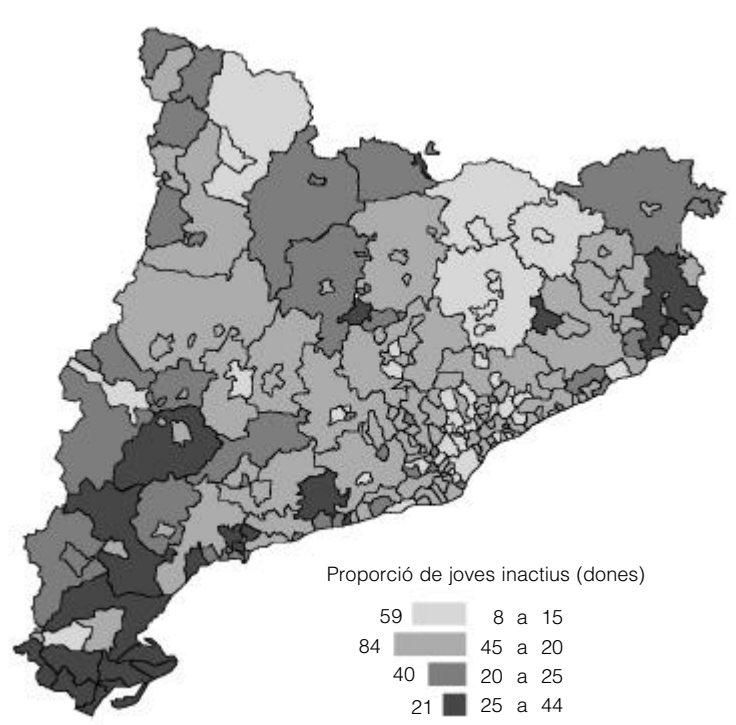 Proporció de joves inactius (dones)
59 8 a 15
84 45 a 20
40 20 a 25
21 25 a 44